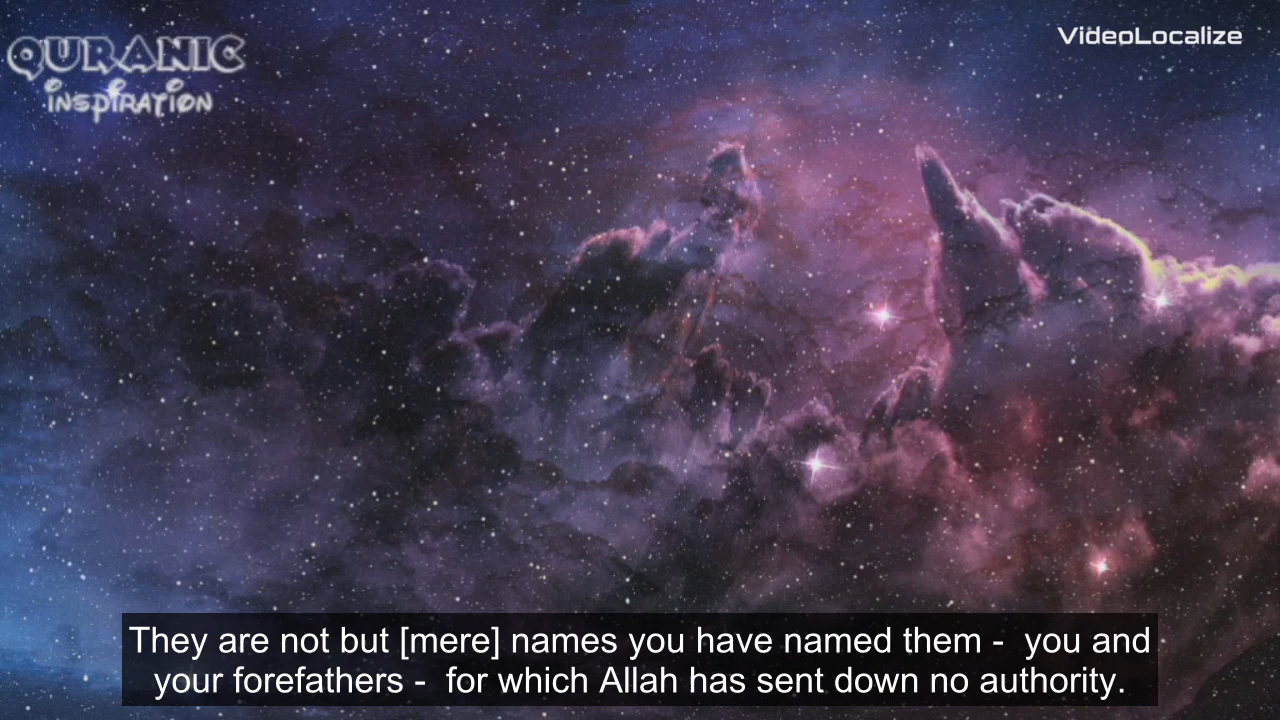 QURANIC
INSPIRATION
VideoLocalize
They are not but [mere] names you have named them -  you and
your forefathers -  for which Allah has sent down no authority.